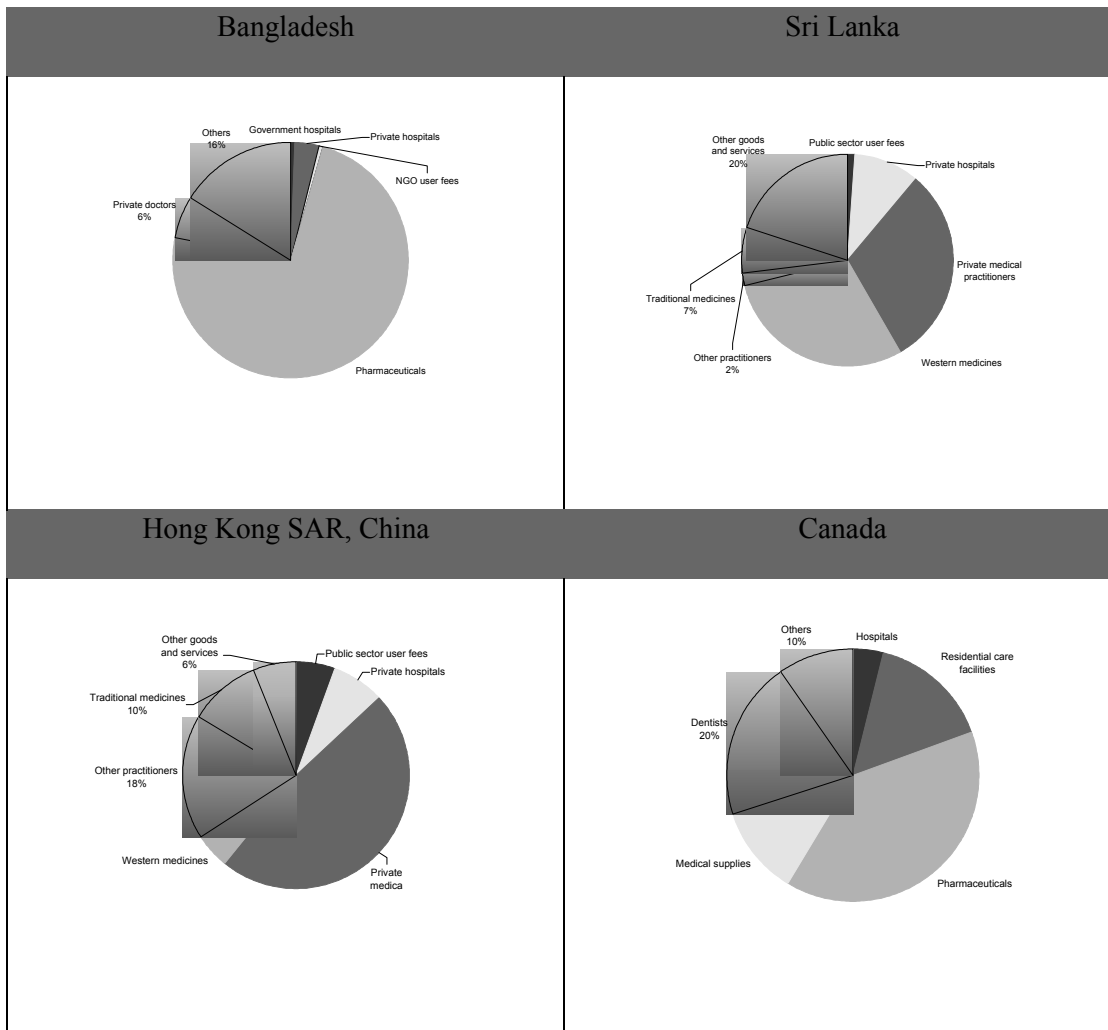 Bangladesh
Sri Lanka
Others
16%
Government hospitals
Private hospitals
NGO user fees
Private doctors
6%
Pharmaceuticals
Other goods
and services
20%
Public sector user fees
Private hospitals
Private medical
practitioners
Traditional medicines
7%
Other practitioners
2%
Western medicines
Hong Kong SAR, China
Canada
Other goods
and services
6%
Public sector user fees
Private hospitals
Traditional medicines
10%
Other practitioners
18%
Western medicines
Private
medica
Others
10%
Hospitals
Residential care
facilities
Dentists
20%
Medical supplies
Pharmaceuticals